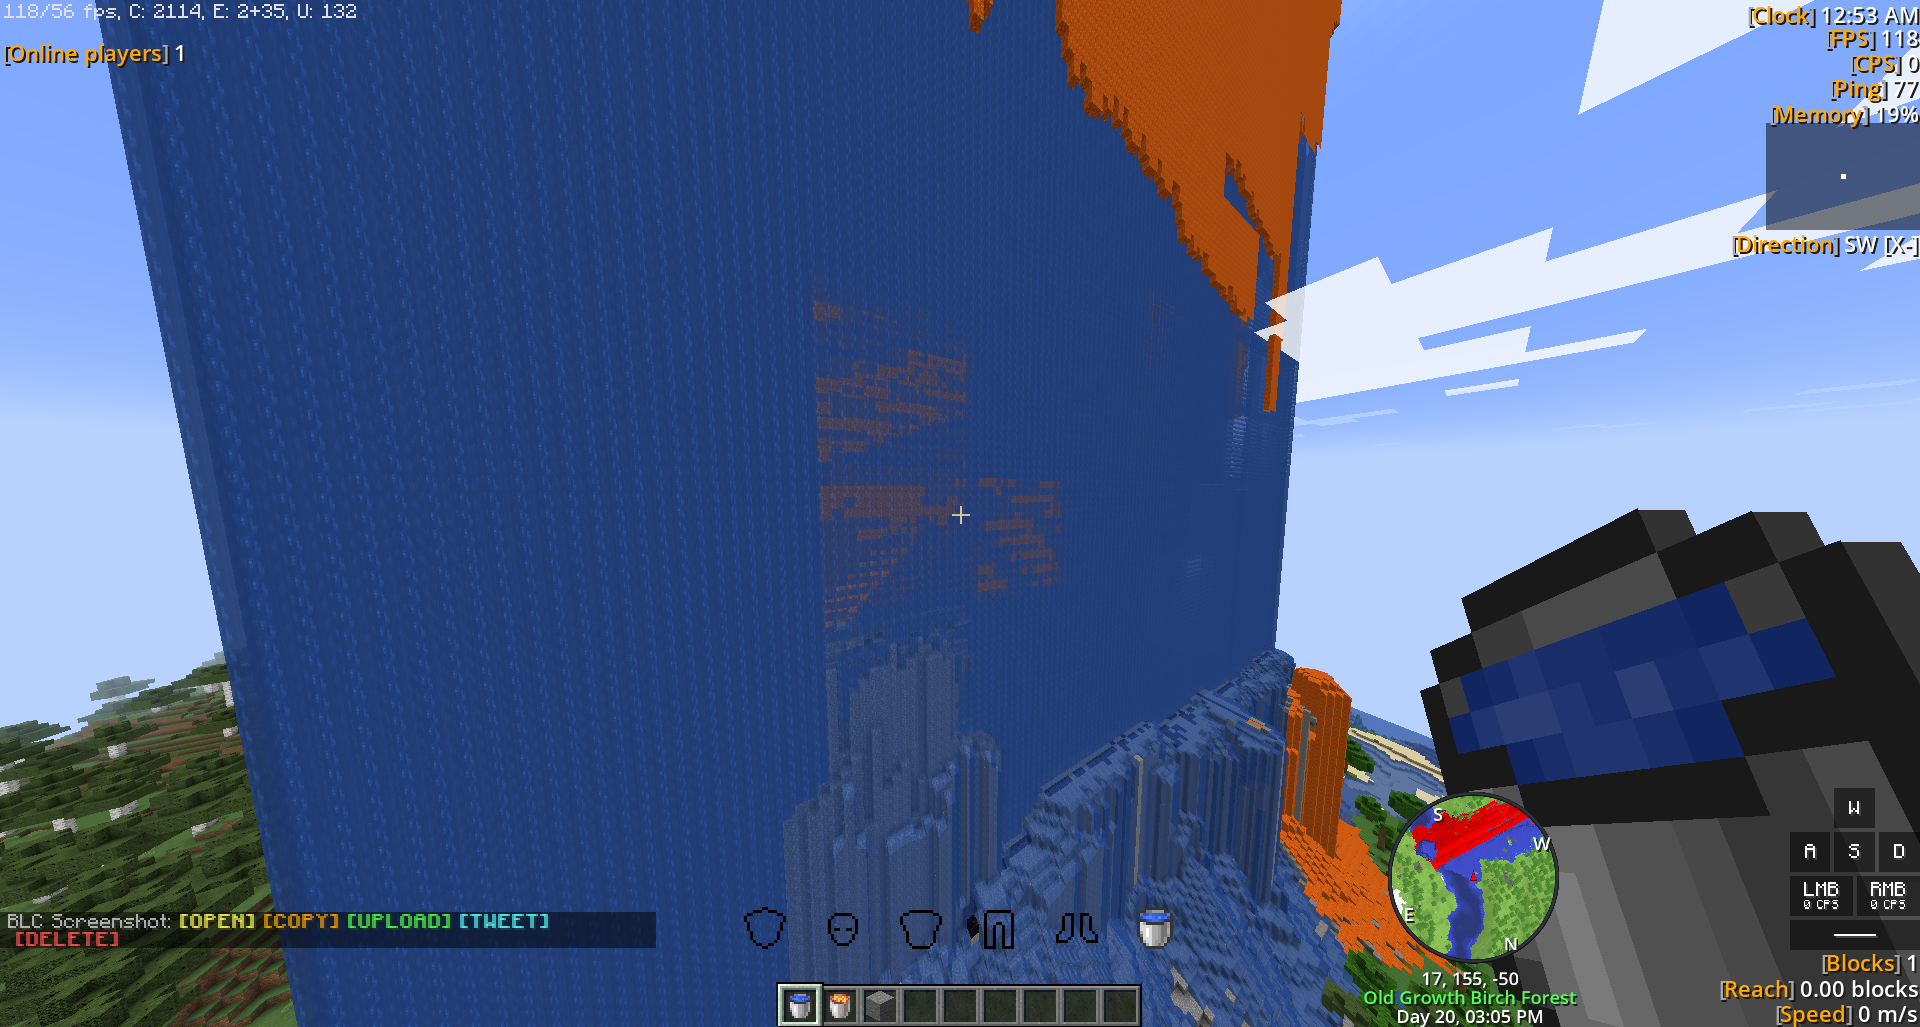 118/56 fps, C: 2114, E: 2+35, U: 132
[Online players] 1
[Clock] 12:53 AM
[FPS] 118
[CPS] 0
[Ping] 77
[Memory] 19%
[Direction] SW [X-]
S
W
E
N
W
A S D
LMB RMB
0 CPS 0 CPS
BLC Screenshot: [OPEN] [COPY] [UPLOAD] [TWEET]
[DELETE]
17, 155, -50
Old Growth Birch Forest
Day 20, 03:05 PM
[Blocks] 1
[Reach] 0.00 blocks
[Speed] 0 m/s